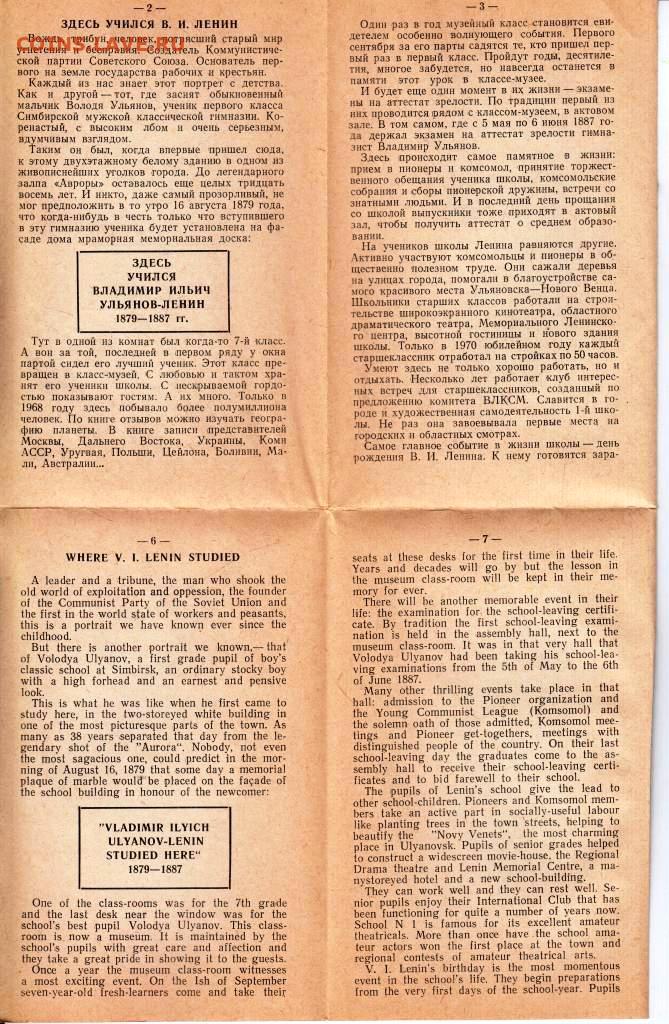 — 2 —
ЗДЕСЬ УЧИЛСЯ В. И. ЛЕНИН
Вождь, трибун, человек, потрясший старый мир
угнетения и бесправия, создатель Коммунистиче-
ской партии Советского Союза. Основатель пер-
вого на земле государства рабочих и крестьян.
Каждый из нас знает этот портрет с детства.
Как и другой — тот, где заснят обыкновенный
мальчик Володя Ульянов, ученик первого класса
Симбирской мужской классической гимназии. Ко-
ренастый, с высоким лбом и очень серьезным,
вдумчивым взглядом.
Таким он был, когда впервые пришел сюда,
к этому двухэтажному белому зданию в одном из
живописнейших уголков города. До легендарного
залпа «Авроры» оставалось еще целых тридцать
восемь лет. И никто, даже самый прозорливый, не
мог предположить в то утро 16 августа 1879 года,
что когда-нибудь в честь только что вступившего
в эту гимназию ученика будет установлена на фа-
саде дома мраморная мемориальная доска:
ЗДЕСЬ
УЧИЛСЯ
ВЛАДИМИР ИЛЬИЧ
УЛЬЯНОВ-ЛЕНИН
1879—1887 гг.
Тут в одной из комнат был когда-то 7-й класс.
А вон за той, последней в первом ряду у окна
партой сидел его лучший ученик. Этот класс пре-
вращен в класс-музей. С любовью и тактом хра-
нят его ученики школы. С нескрываемой гордо-
стью показывают гостям. А их много. Только в
1968 году здесь побывало более полумиллиона
человек. По книге отзывов можно изучать геогра-
фию планеты. В книге записи представителей
Москвы, Дальнего Востока, Украины, Коми
АССР, Уругвая, Польши, Цейлона, Боливии, Ма-
ли, Австралии...
— 3 —
Один раз в год музейный класс становится сви-
детелем особенно волнующего события. Первого
сентября за его парты садятся те, кто пришел пер-
вый раз в первый класс. Пройдут годы, десятиле-
тия, многое забудется, но навсегда останется в
памяти этот урок в классе-музее.
И будет еще один момент в их жизни — экзаме-
ны на аттестат зрелости. По традиции первый из
них проводится рядом с классом-музеем, в актовом
зале. В том самом, где с 5 мая по 6 июня 1887 го-
да держал экзамен на аттестат зрелости гимна-
зист Владимир Ульянов.
Здесь происходит самое памятное в жизни:
прием в пионеры и комсомол, принятие торжест-
венного обещания ученика школы, комсомольские
собрания и сборы пионерской дружины, встречи со
знатными людьми. И в последний день прощания
со школой выпускники тоже приходят в актовый
зал, чтобы получить аттестат о среднем образо-
вании.
На учеников школы Ленина равняются другие.
Активно участвуют комсомольцы и пионеры в об-
щественно полезном труде. Они сажали деревья
на улицах города, помогали в благоустройстве са-
мого красивого места Ульяновска—Нового Венца.
Школьники старших классов работали на строи-
тельстве широкоэкранного кинотеатра, областного
драматического театра, Мемориального Ленинско-
го центра, высотной гостиницы и нового здания
школы. Только в 1970 юбилейном году каждый
старшеклассник отработал на стройках по 50 часов.
Умеют здесь не только хорошо работать, но и
отдыхать. Несколько лет работает клуб интерес-
ных встреч для старшеклассников, созданный по
предложению комитета ВЛКСМ. Славится в го-
роде и художественная самодеятельность 1-й шко-
лы. Не раз она завоевывала первые места на
городских и областных смотрах.
Самое главное событие в жизни школы — день
рождения В. И. Ленина. К нему готовятся зара-
— 6 —
WHERE V. I. LENIN STUDIED
A leader and a tribune, the man who shook the
old world of exploitation and oppession, the founder
of the Communist Party of the Soviet Union and
the first in the world state of workers and peasants,
this is a portrait we have known ever since the
childhood.
But there is another portrait we known,— that
of Volodya Ulyanov, a first grade pupil of boy's
classic school at Simbirsk, an ordinary stocky boy
with a high forhead and an earnest and pensive
look.
This is what he was like when he first came to
study here, in the two-storeyed white building in
one of the most picturesque parts of the town. As
many as 38 years separated that day from the le-
gendary shot of the "Aurora". Nobody, not even
the most sagacious one, could predict in the mor-
ning of August 16, 1879 that some day a memorial
plaque of marble would be placed on the façade of
the school building in honour of the newcomer:
"VLADIMIR ILYICH
ULYANOV-LENIN
STUDIED HERE"
1879—1887
One of the class-rooms was for the 7th grade
and the last desk near the window was for the
school's best pupil Volodya Ulyanov. This class-
room is now a museum. It is maintained by the
school's pupils with great care and affection and
they take a great pride in showing it to the guests.
Once a year the museum class-room witnesses
a most exciting event. On the Ish of September
seven-year-old fresh-learners come and take their
— 7 —
seats at these desks for the first time in their life.
Years and decades will go by but the lesson in
the museum class-room will be kept in their me-
mory for ever.
There will be another memorable event in their
life: the examination for the school-leaving certifi-
cate. By tradition the first school-leaving exami-
nation is held in the assembly hall, next to the
museum class-room. It was in that very hall that
Volodya Ulyanov had been taking his school-lea-
ving examinations from the 5th of May to the 6th
of June 1887.
Many other thrilling events take place in that
hall: admission to the Pioneer organization and
the Young Communist League (Komsomol) and
the solemn oath of those admitted, Komsomol mee-
tings and Pioneer get-togethers, meetings with
distinguished people of the country. On their last
school-leaving day the graduates come to the as-
sembly hall to receive their school-leaving certi-
ficates and to bid farewell to their school.
The pupils of Lenin's school give the lead to
other school-children. Pioneers and Komsomol mem-
bers take an active part in socially-useful labour
like planting trees in the town streets, helping to
beautify the "Novy Venets", the most charming
place in Ulyanovsk. Pupils of senior grades helped
to construct a widescreen movie-house, the Regional
Drama theatre and Lenin Memorial Centre, a ma-
nystoreyed hotel and a new school-building.
They can work well and they can rest well. Se-
nior pupils enjoy their International Club that has
been functioning for quite a number of years now.
School N 1 is famous for its excellent amateur
theatricals. More than once have the school ama-
teur actors won the first place at the town and
regional contests of amateur theatrical arts.
V. I. Lenin's birthday is the most momentous
event in the school's life. They begin preparations
from the very first days of the school-year. Pupils
COINSS.AVE.RU